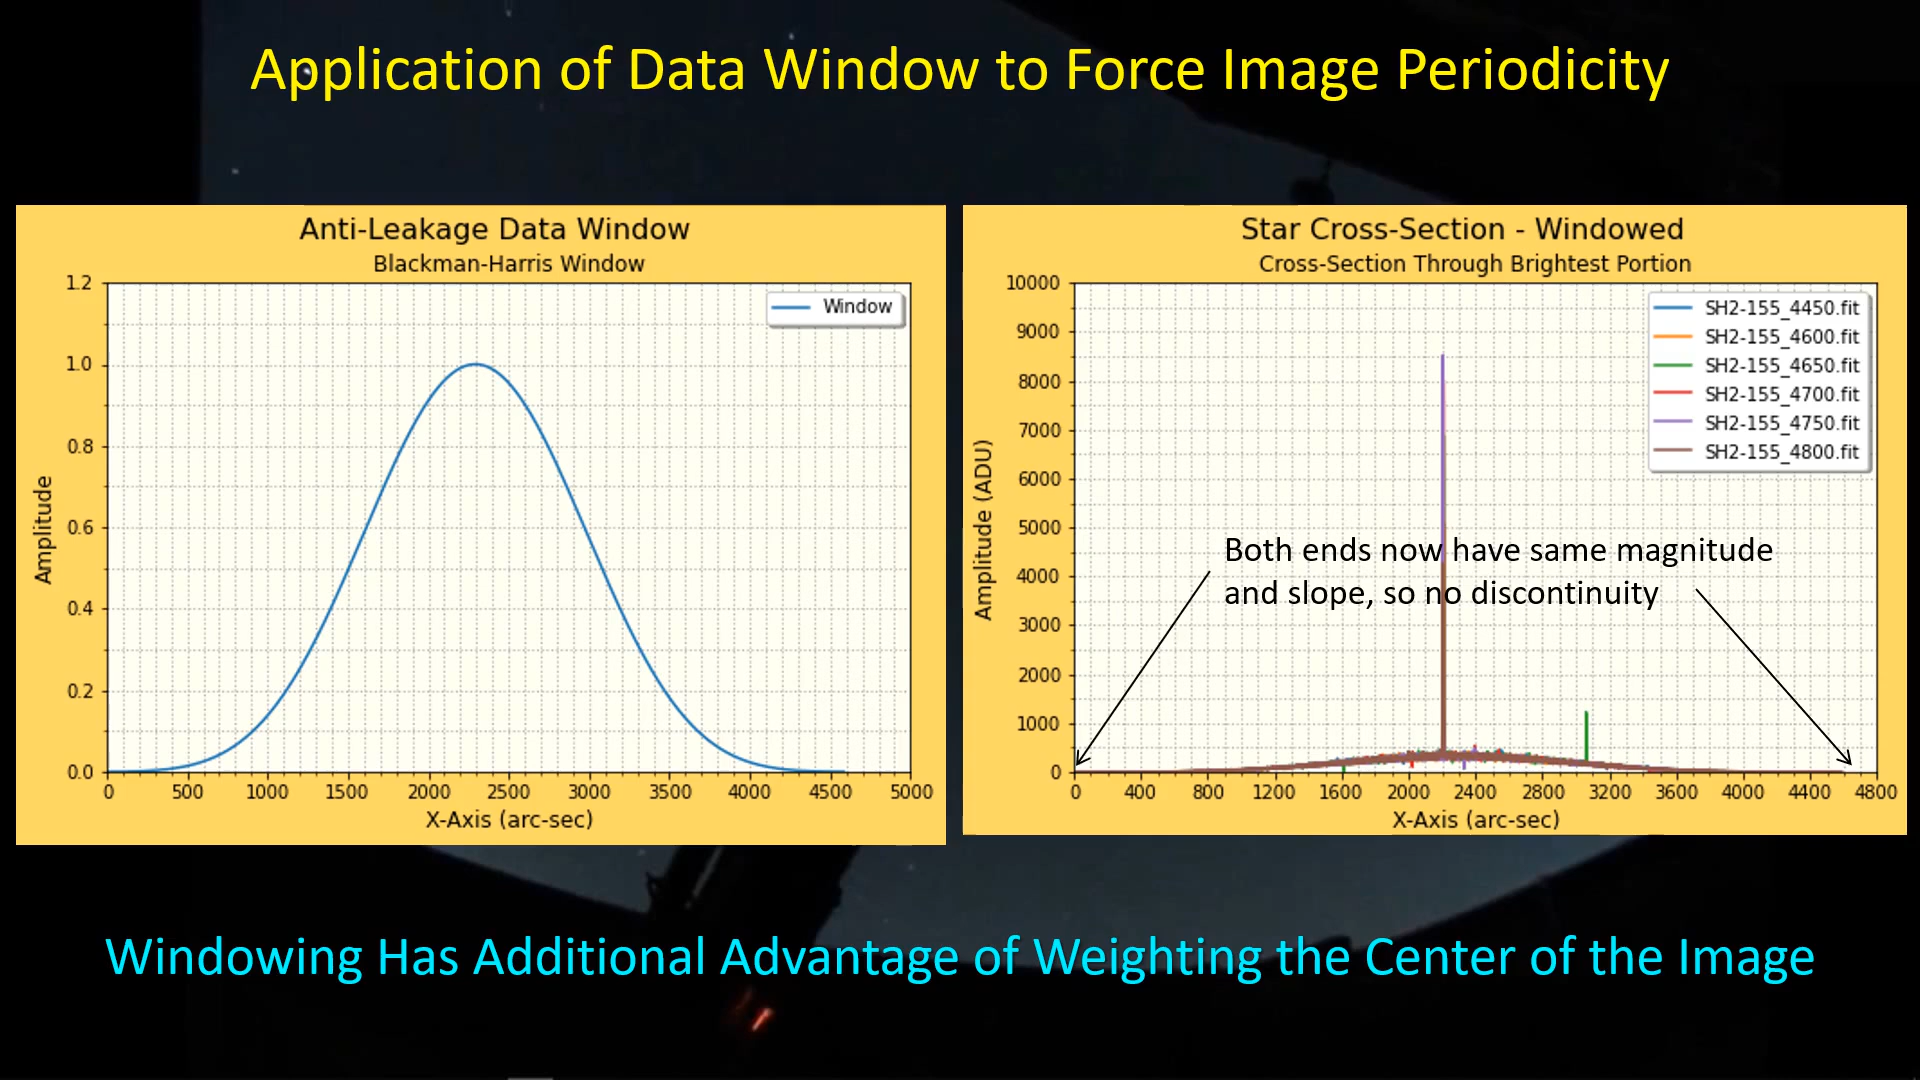 Application of Data Window to Force Image Periodicity
Anti-Leakage Data Window
Blackman-Harris Window
1.2
1.0
0.8
0.6
0.4
0.2
0.0
Amplitude
Window
0 500 1000 1500 2000 2500 3000 3500 4000 4500 5000
X-Axis (arc-sec)
Star Cross-Section - Windowed
Cross-Section Through Brightest Portion
10000
9000
8000
7000
6000
5000
4000
3000
2000
1000
0
Amplitude (ADU)
SH2-155_4450.fit
SH2-155_4600.fit
SH2-155_4650.fit
SH2-155_4700.fit
SH2-155_4750.fit
SH2-155_4800.fit
Both ends now have same magnitude
and slope, so no discontinuity
0 400 800 1200 1600 2000 2400 2800 3200 3600 4000 4400 4800
X-Axis (arc-sec)
Windowing Has Additional Advantage of Weighting the Center of the Image